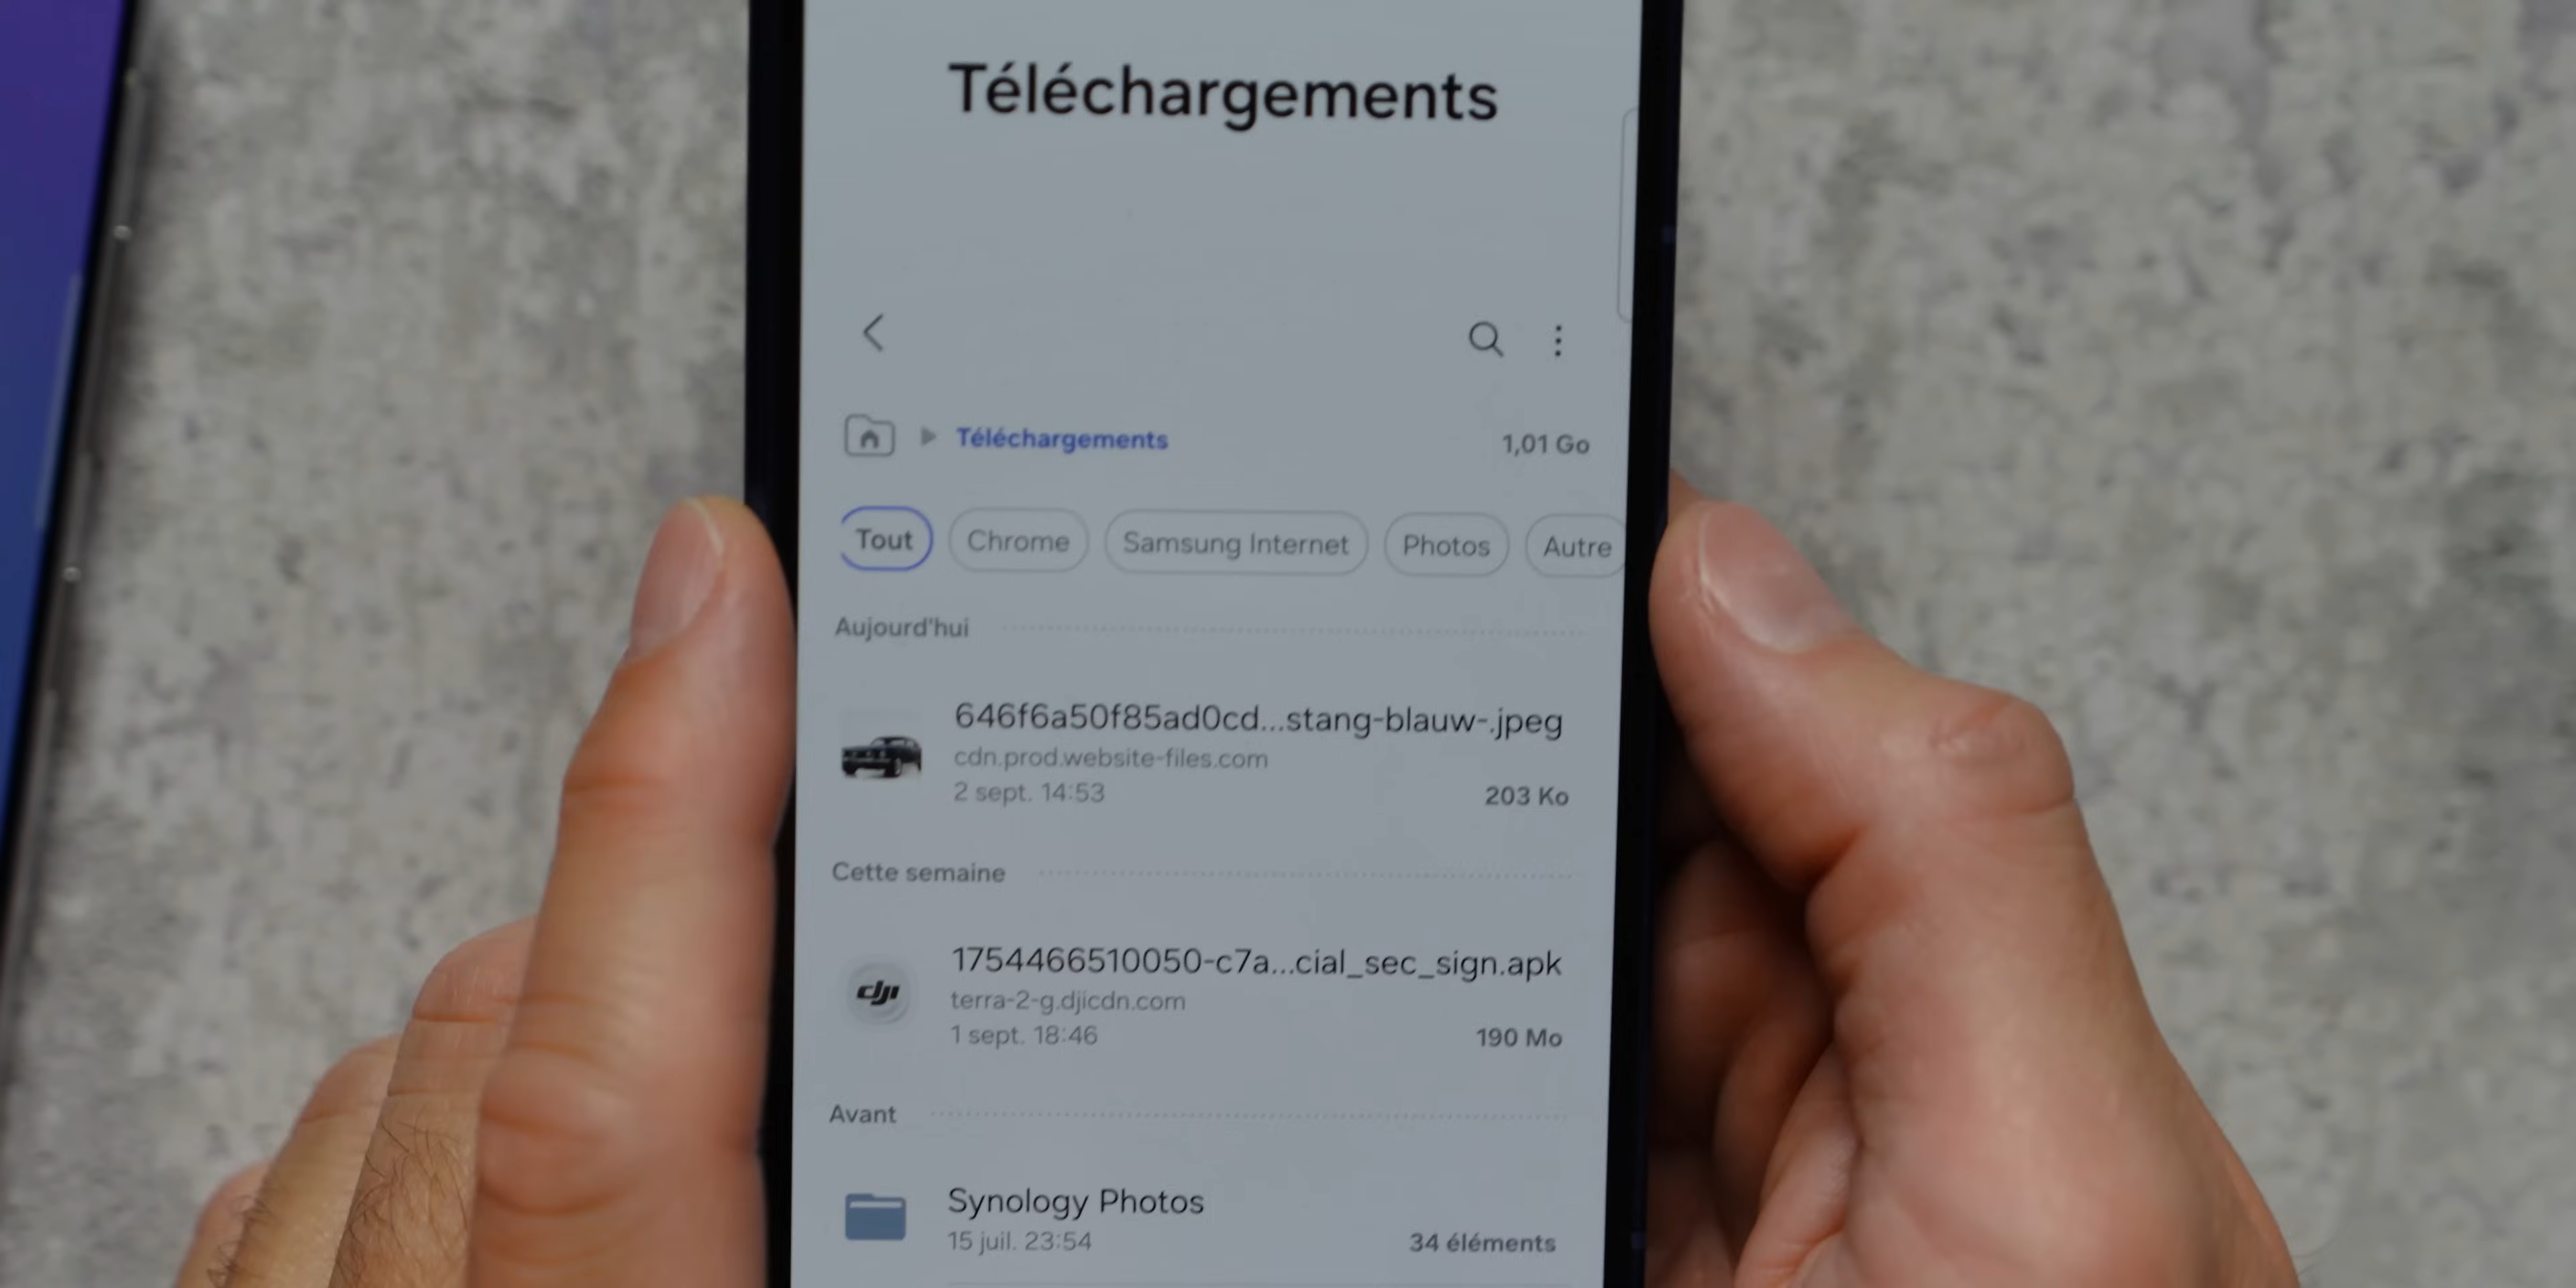 Téléchargements
Téléchargements
1,01 Go
Tout
Chrome
Samsung Internet
Photos
Autre
Aujourd'hui
646f6a50f85ad0cd...stang-blauw-.jpeg
cdn.prod.website-files.com
2 sept. 14:53
203 Ko
Cette semaine
dji
1754466510050-c7a...cial_sec_sign.apk
terra-2-g.djicdn.com
1 sept. 18:46
190 Mo
Avant
Synology Photos
15 juil. 23:54
34 éléments